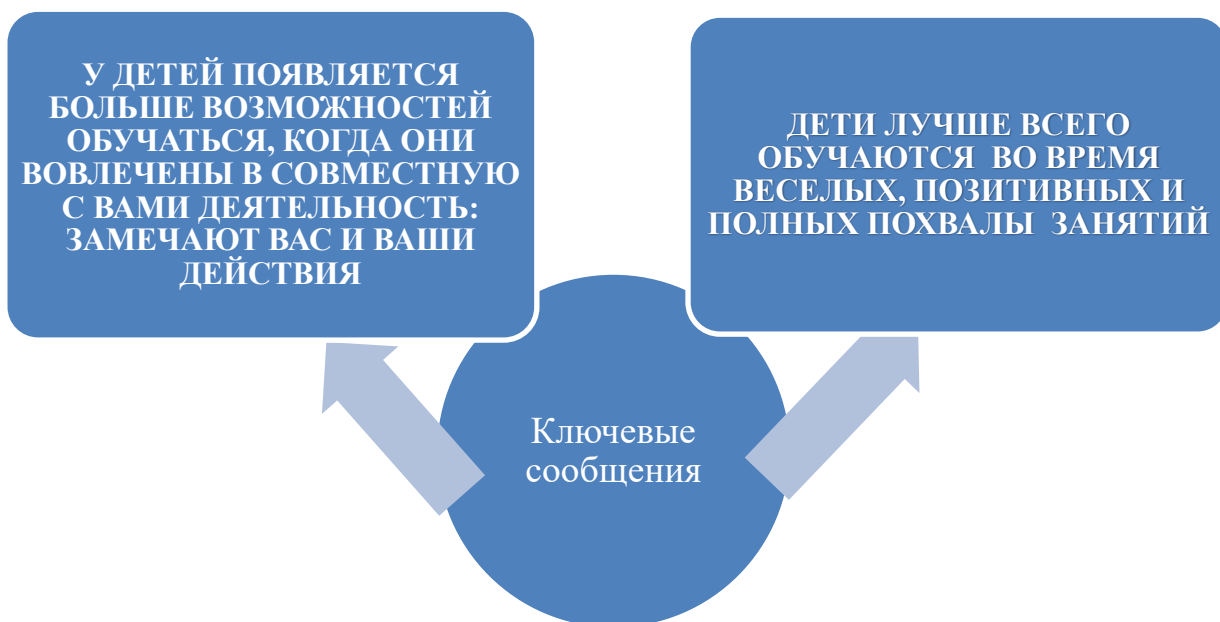 У ДЕТЕЙ ПОЯВЛЯЕТСЯ
БОЛЬШЕ ВОЗМОЖНОСТЕЙ
ОБУЧАТЬСЯ, КОГДА ОНИ
ВОВЛЕЧЕНЫ В СОВМЕСТНУЮ
С ВАМИ ДЕЯТЕЛЬНОСТЬ:
ЗАМЕЧАЮТ ВАС И ВАШИ
ДЕЙСТВИЯ
ДЕТИ ЛУЧШЕ ВСЕГО
ОБУЧАЮТСЯ ВО ВРЕМЯ
ВЕСЕЛЫХ, ПОЗИТИВНЫХ И
ПОЛНЫХ ПОХВАЛЫ ЗАНЯТИЙ
Ключевые
сообщения